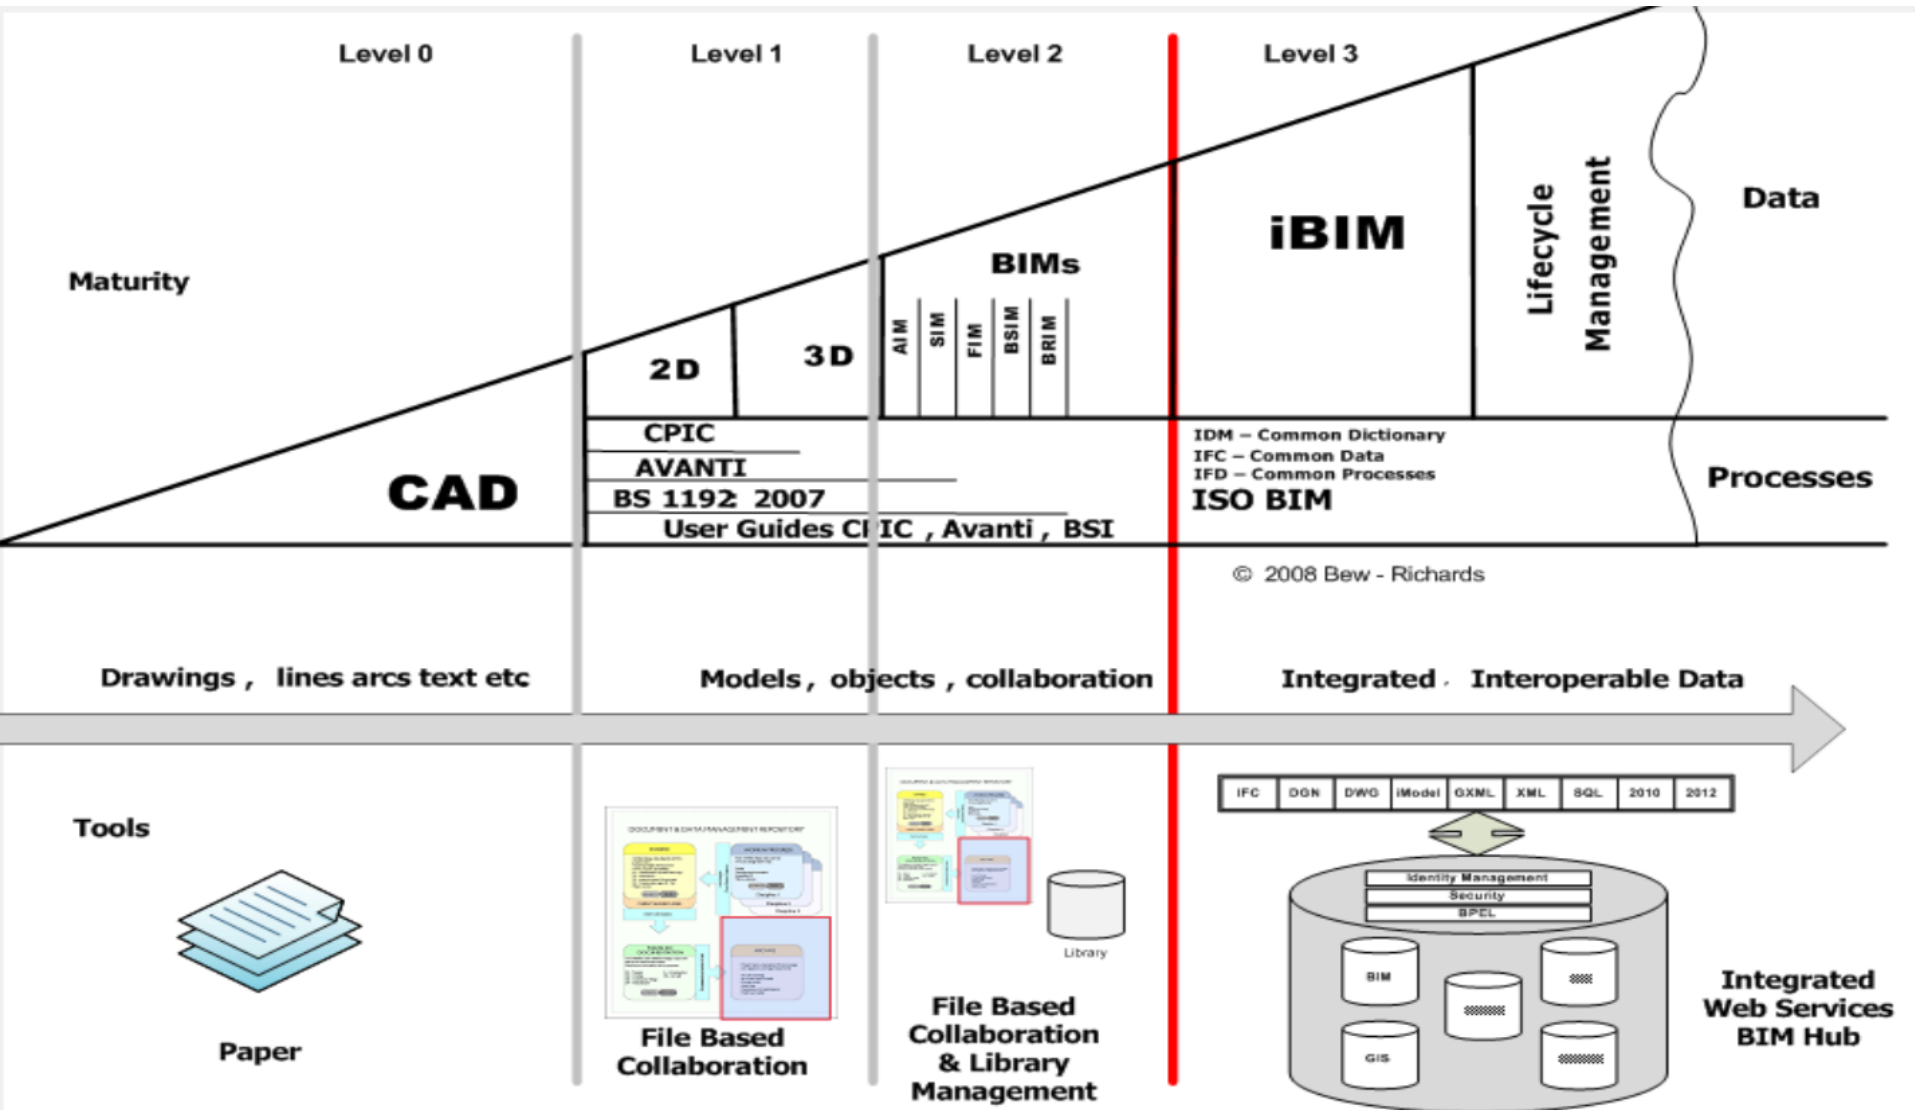 Level 0
Level 1
Level 2
Level 3
Maturity
Data
Lifecycle
Management
iBIM
BIMs
AIM
SIM
FIM
BSIM
BRIM
2D
3D
CAD
CPIC
AVANTI
BS 1192: 2007
User Guides CPIC , Avanti , BSI
IDM – Common Dictionary
IFC – Common Data
IFD – Common Processes
ISO BIM
Processes
© 2008 Bew - Richards
Drawings , lines arcs text etc
Models , objects , collaboration
Integrated , Interoperable Data
Tools
Paper
DOCUMENT & DATA MANAGEMENT REPOSITORY
File Based
Collaboration
Library
File Based
Collaboration
& Library
Management
IFC
DGN
DWG
iModel
GXML
XML
SQL
2010
2012
Identity Management
Security
BPEL
BIM
GIS
Integrated
Web Services
BIM Hub